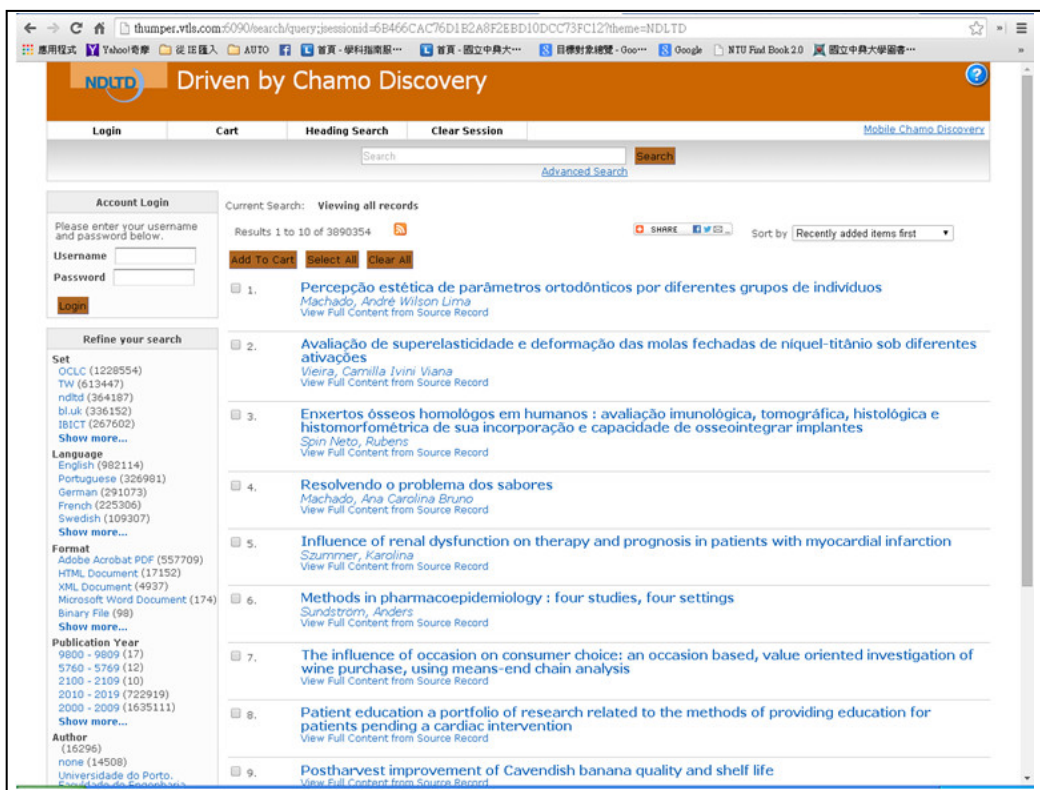 thumper.vtls.com:6090/search/query;jsessionid=6B466CAC76D1B2A8F2EBD10DCC73FC12?theme=NDLTD
應用程式 Yahoo!奇摩 從 IE 匯入 AUTO 首頁 - 學科指南服… 首頁 - 國立中興大… 目標對象總覽 - Goo… Google NTU Find Book 2.0 國立中興大學圖書…
NDLTD Driven by Chamo Discovery
Login Cart Heading Search Clear Session Mobile Chamo Discovery
Search Search
Advanced Search
Account Login
Please enter your username
and password below.
Username
Password
Login
Refine your search
Set
OCLC (1228554)
TW (613447)
ndltd (364187)
bl.uk (336152)
IBICT (267602)
Show more...
Language
English (982114)
Portuguese (326981)
German (291073)
French (225306)
Swedish (109307)
Show more...
Format
Adobe Acrobat PDF (557709)
HTML Document (17152)
XML Document (4937)
Microsoft Word Document (174)
Binary File (98)
Show more...
Publication Year
9800 - 9809 (17)
5760 - 5769 (12)
2100 - 2109 (10)
2010 - 2019 (722919)
2000 - 2009 (1635111)
Show more...
Author
(16296)
none (14508)
Universidade do Porto.
Faculdade de Engenharia
Current Search: Viewing all records
Results 1 to 10 of 3890354 SHARE Sort by Recently added items first
Add To Cart Select All Clear All
1. Percepção estética de parâmetros ortodônticos por diferentes grupos de indivíduos
Machado, André Wilson Lima
View Full Content from Source Record
2. Avaliação de superelasticidade e deformação das molas fechadas de níquel-titânio sob diferentes
ativações
Vieira, Camilla Ivini Viana
View Full Content from Source Record
3. Enxertos ósseos homológos em humanos : avaliação imunológica, tomográfica, histológica e
histomorfométrica de sua incorporação e capacidade de osseointegrar implantes
Spin Neto, Rubens
View Full Content from Source Record
4. Resolvendo o problema dos sabores
Machado, Ana Carolina Bruno
View Full Content from Source Record
5. Influence of renal dysfunction on therapy and prognosis in patients with myocardial infarction
Szummer, Karolina
View Full Content from Source Record
6. Methods in pharmacoepidemiology : four studies, four settings
Sundström, Anders
View Full Content from Source Record
7. The influence of occasion on consumer choice: an occasion based, value oriented investigation of
wine purchase, using means-end chain analysis
View Full Content from Source Record
8. Patient education a portfolio of research related to the methods of providing education for
patients pending a cardiac intervention
View Full Content from Source Record
9. Postharvest improvement of Cavendish banana quality and shelf life
View Full Content from Source Record